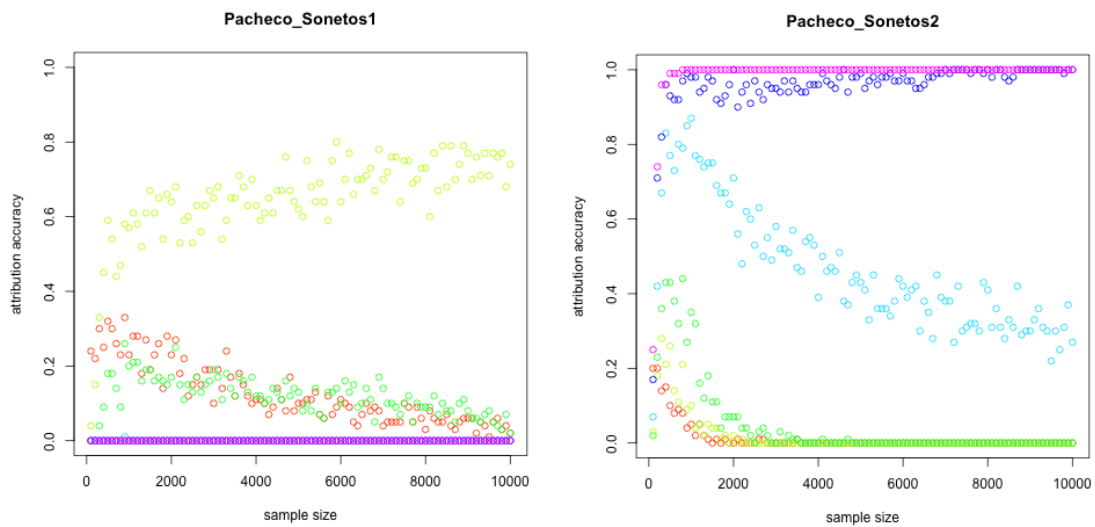 Pacheco_Sonetos1
attribution accuracy
1.0
0.8
0.6
0.4
0.2
0.0
0 2000 4000 6000 8000 10000
sample size
Pacheco_Sonetos2
attribution accuracy
1.0
0.8
0.6
0.4
0.2
0.0
0 2000 4000 6000 8000 10000
sample size